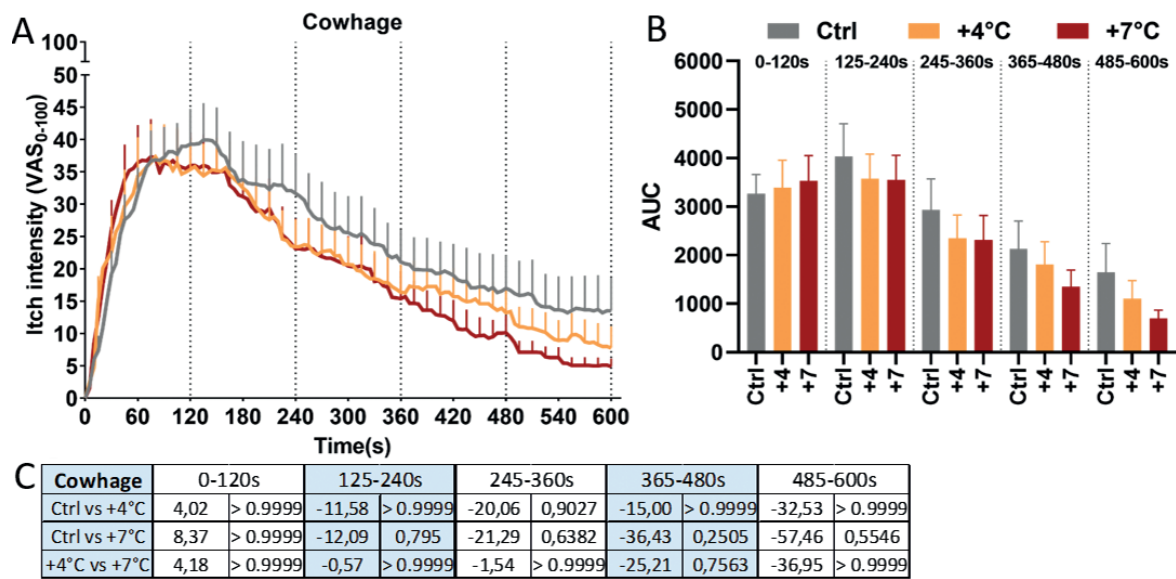 A
Cowhage
Itch intensity (VAS0-100)
100
50
45
40
35
30
25
20
15
10
5
0
0 60 120 180 240 300 360 420 480 540 600
Time(s)
B
Ctrl +4°C +7°C
0-120s 125-240s 245-360s 365-480s 485-600s
AUC
6000
5000
4000
3000
2000
1000
0
Ctrl +4 +7 Ctrl +4 +7 Ctrl +4 +7 Ctrl +4 +7 Ctrl +4 +7
C
Cowhage 0-120s 125-240s 245-360s 365-480s 485-600s
Ctrl vs +4°C 4,02 > 0.9999 -11,58 > 0.9999 -20,06 0,9027 -15,00 > 0.9999 -32,53 > 0.9999
Ctrl vs +7°C 8,37 > 0.9999 -12,09 0,795 -21,29 0,6382 -36,43 0,2505 -57,46 0,5546
+4°C vs +7°C 4,18 > 0.9999 -0,57 > 0.9999 -1,54 > 0.9999 -25,21 0,7563 -36,95 > 0.9999